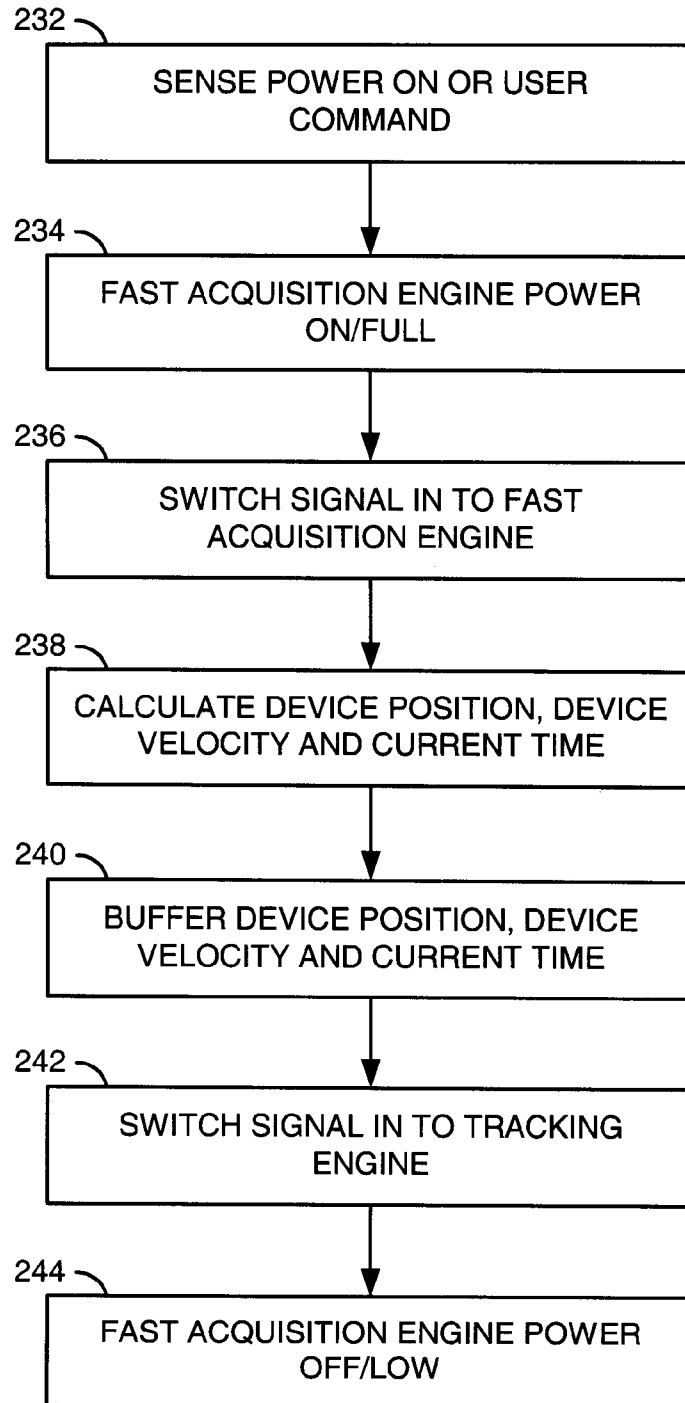 232
SENSE POWER ON OR USER
COMMAND
234
FAST ACQUISITION ENGINE POWER
ON/FULL
236
SWITCH SIGNAL IN TO FAST
ACQUISITION ENGINE
238
CALCULATE DEVICE POSITION, DEVICE
VELOCITY AND CURRENT TIME
240
BUFFER DEVICE POSITION, DEVICE
VELOCITY AND CURRENT TIME
242
SWITCH SIGNAL IN TO TRACKING
ENGINE
244
FAST ACQUISITION ENGINE POWER
OFF/LOW